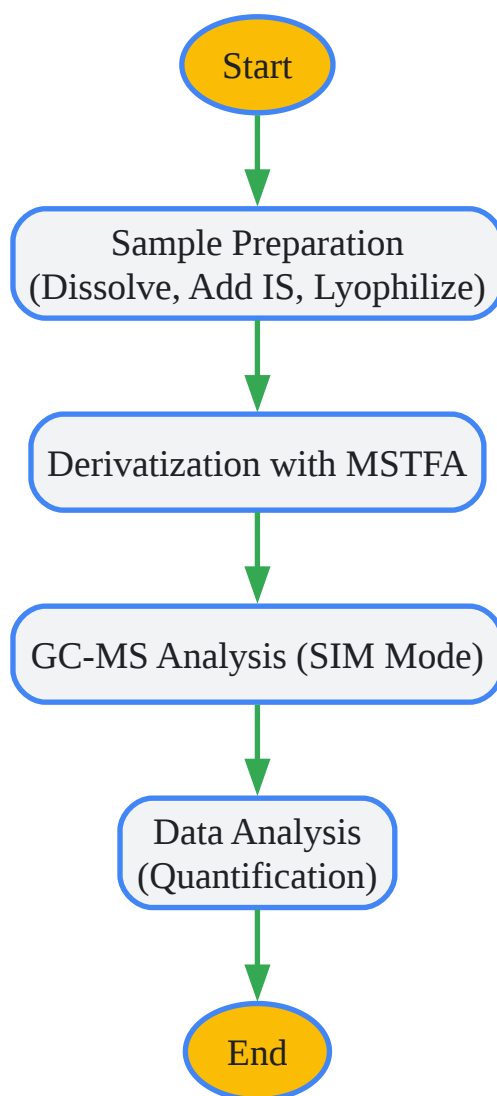 Start
Sample Preparation
(Dissolve, Add IS, Lyophilize)
Derivatization with MSTFA
GC-MS Analysis (SIM Mode)
Data Analysis
(Quantification)
End